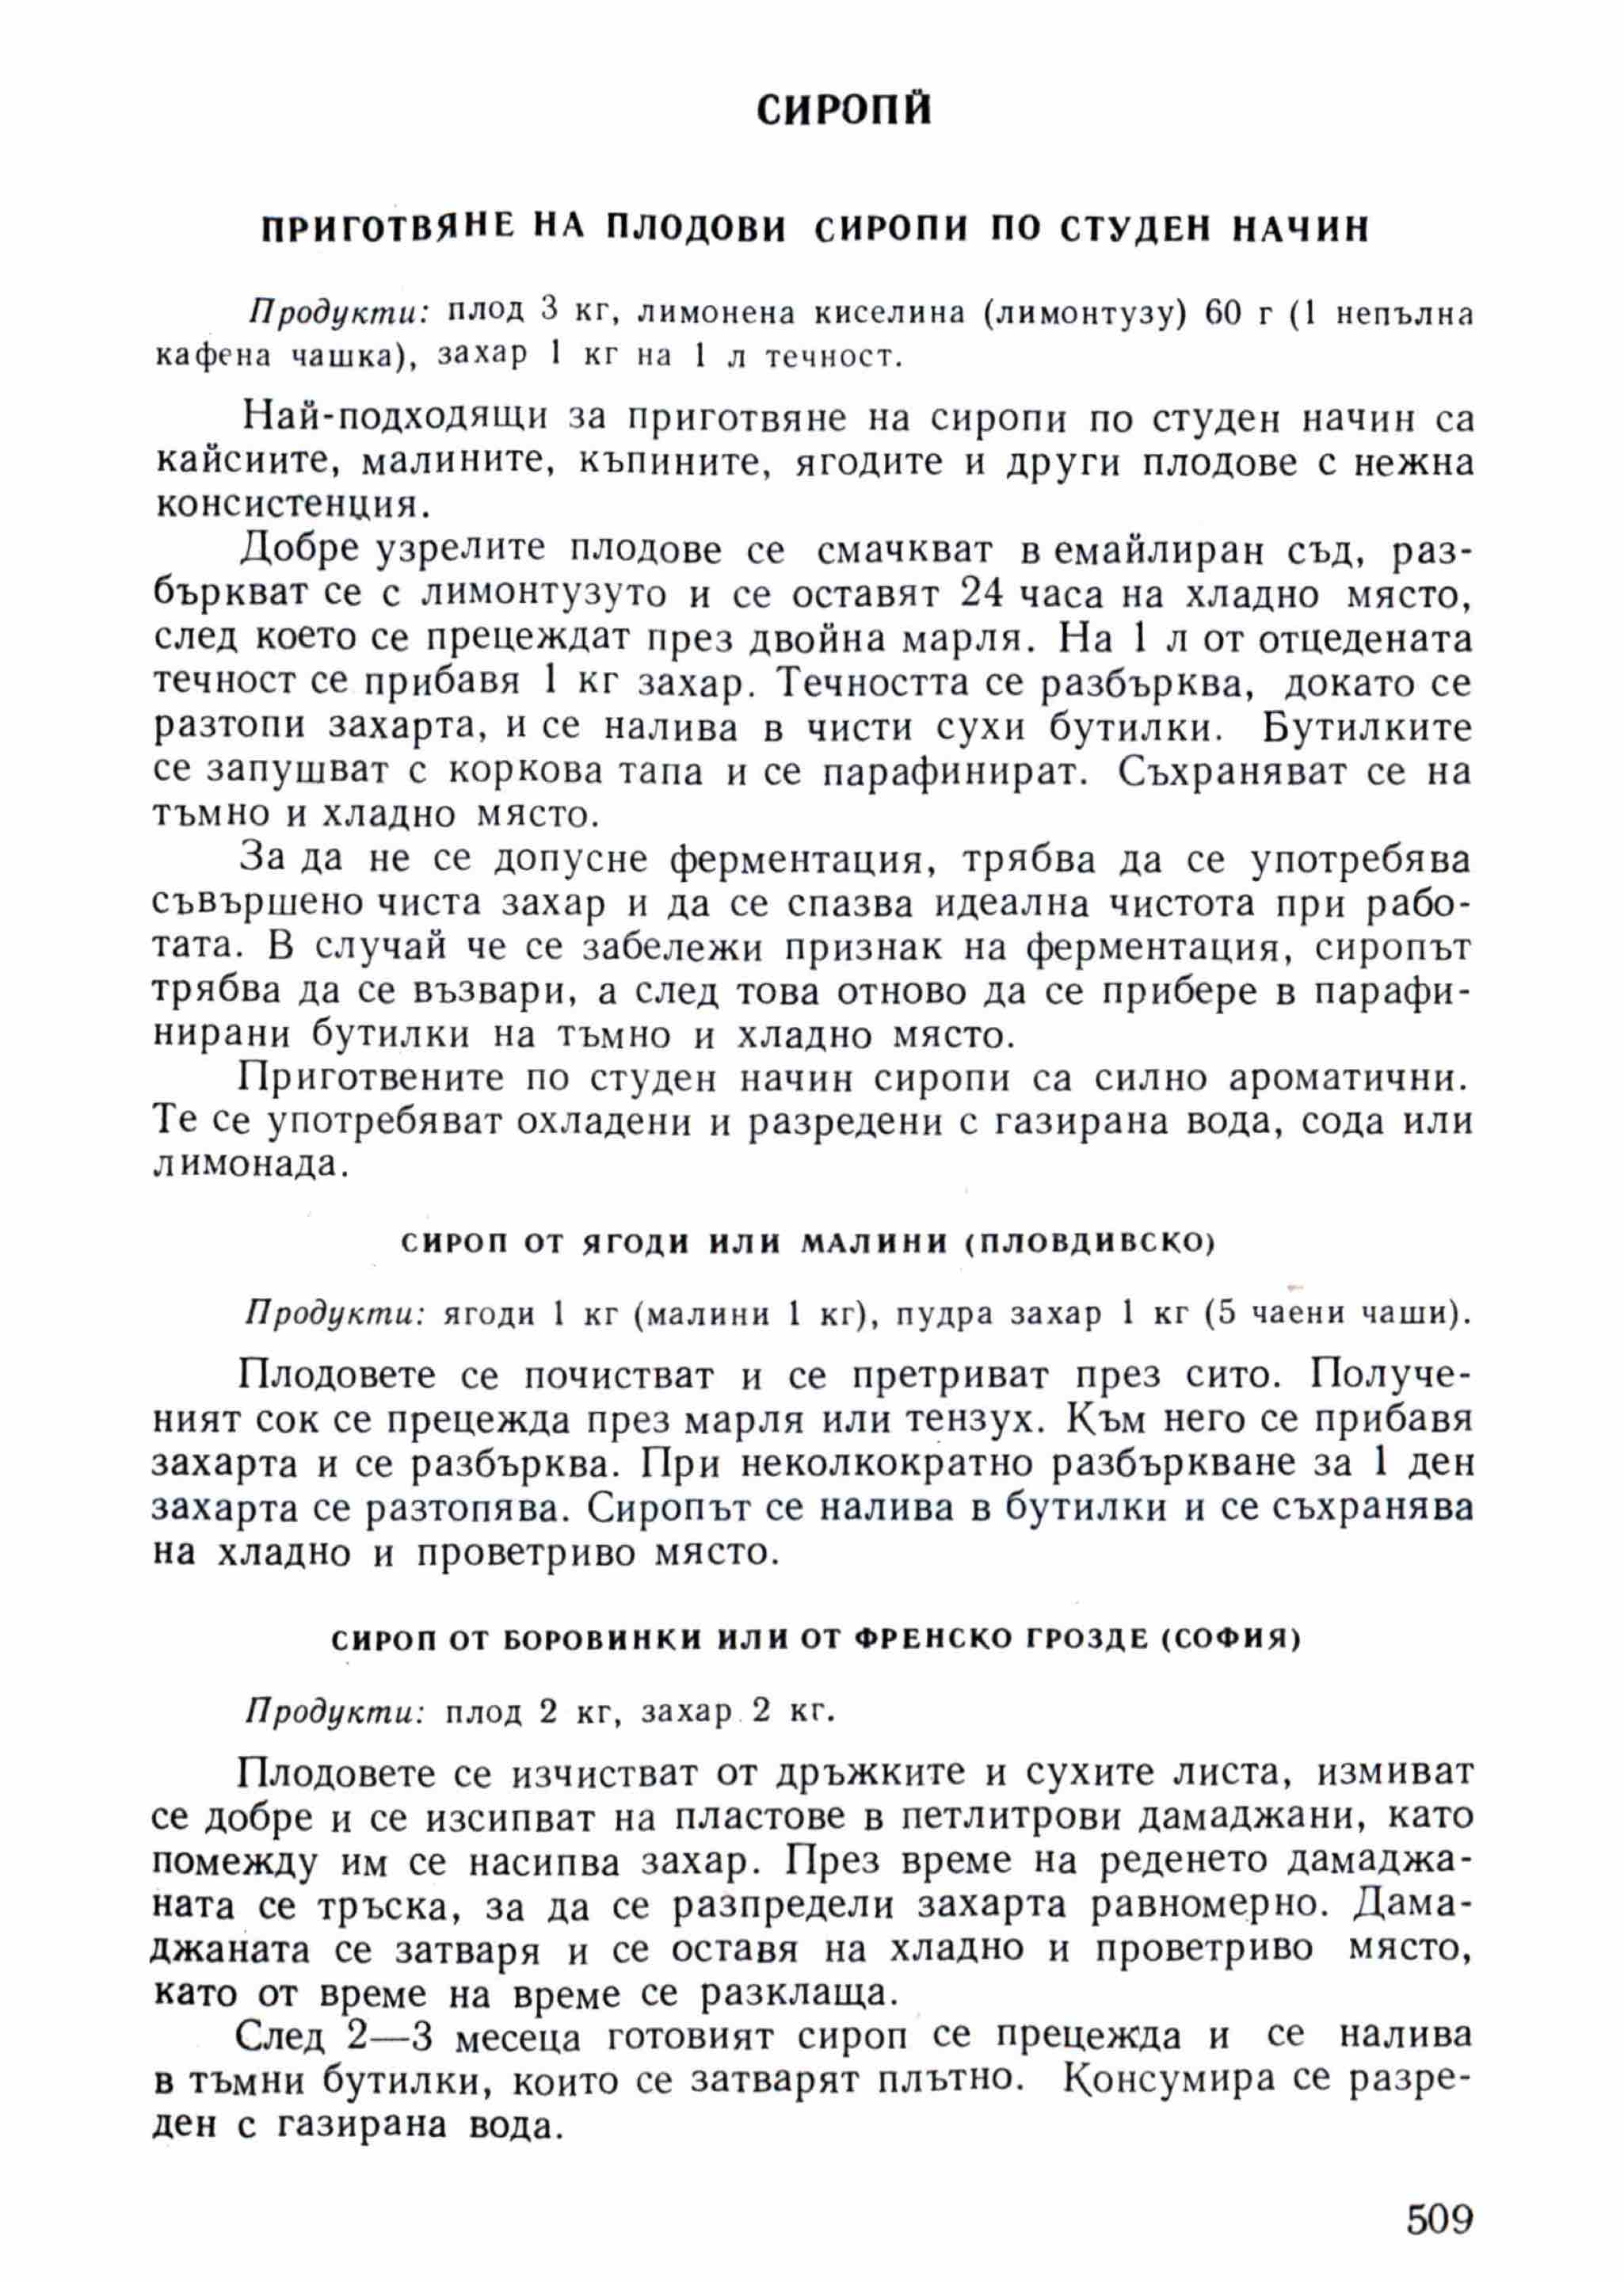 СИРОПИ
ПРИГОТВЯНЕ НА ПЛОДОВИ СИРОПИ ПО СТУДЕН НАЧИН
Продукти: плод 3 кг, лимонена киселина (лимонтузу) 60 г (1 непълна
кафена чашка), захар 1 кг на 1 л течност.
Най-подходящи за приготвяне на сиропи по студен начин са
кайсиите, малините, къпините, ягодите и други плодове с нежна
консистенция.
Добре узрелите плодове се смачкват в емайлиран съд, раз-
бъркват се с лимонтузуто и се оставят 24 часа на хладно място,
след което се прецеждат през двойна марля. На 1 л от отцедената
течност се прибавя 1 кг захар. Течността се разбърква, докато се
разтопи захарта, и се налива в чисти сухи бутилки. Бутилките
се запушват с коркова тапа и се парафинират. Съхраняват се на
тъмно и хладно място.
За да не се допусне ферментация, трябва да се употребява
съвършено чиста захар и да се спазва идеална чистота при рабо-
тата. В случай че се забележи признак на ферментация, сиропът
трябва да се възвари, а след това отново да се прибере в парафи-
нирани бутилки на тъмно и хладно място.
Приготвените по студен начин сиропи са силно ароматични.
Те се употребяват охладени и разредени с газирана вода, сода или
лимонада.
СИРОП ОТ ЯГОДИ ИЛИ МАЛИНИ (ПЛОВДИВСКО)
Продукти: ягоди 1 кг (малини 1 кг), пудра захар 1 кг (5 чаени чаши).
Плодовете се почистват и се претриват през сито. Получе-
ният сок се прецежда през марля или тензух. Към него се прибавя
захарта и се разбърква. При неколкократно разбъркване за 1 ден
захарта се разтопява. Сиропът се налива в бутилки и се съхранява
на хладно и проветриво място.
СИРОП ОТ БОРОВИНКИ ИЛИ ОТ ФРЕНСКО ГРОЗДЕ (СОФИЯ)
Продукти: плод 2 кг, захар 2 кг.
Плодовете се изчистват от дръжките и сухите листа, измиват
се добре и се изсипват на пластове в петлитрови дамаджани, като
помежду им се насипва захар. През време на реденето дамаджа-
ната се тръска, за да се разпредели захарта равномерно. Дама-
джаната се затваря и се оставя на хладно и проветриво място,
като от време на време се разклаща.
След 2—3 месеца готовият сироп се прецежда и се налива
в тъмни бутилки, които се затварят плътно. Консумира се разре-
ден с газирана вода.
509